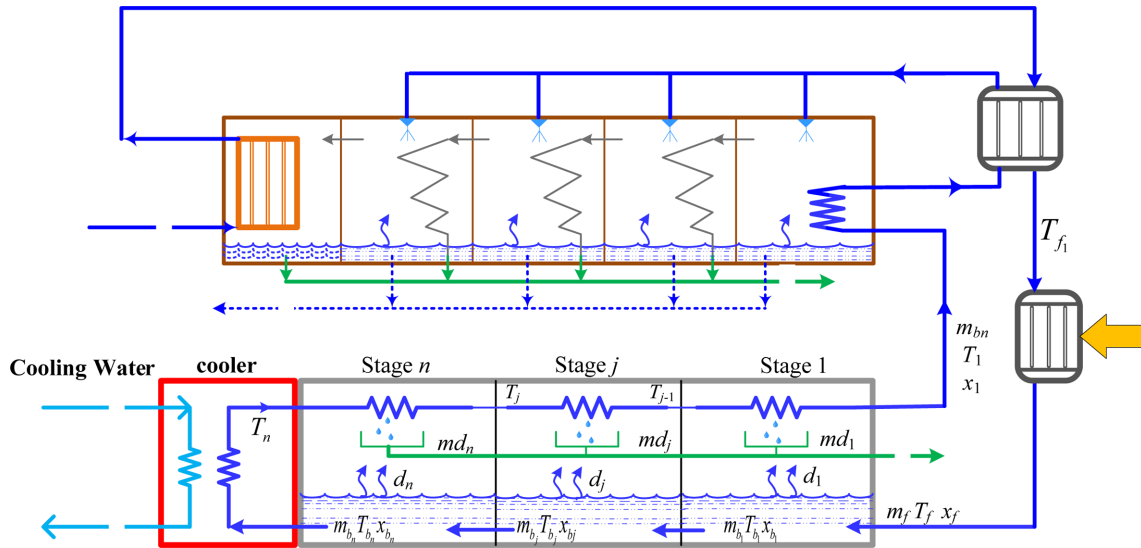 T_{f_1}
m_{bn}
T_1
x_1
Cooling Water
cooler
Stage n
Stage j
Stage 1
T_n
T_j
T_{j-1}
md_n
md_j
md_1
d_n
d_j
d_1
m_{b_n} T_{b_n} x_{b_n}
m_{b_j} T_{b_j} x_{bj}
m_{b_1} T_{b_1} x_{b_1}
m_f T_f x_f